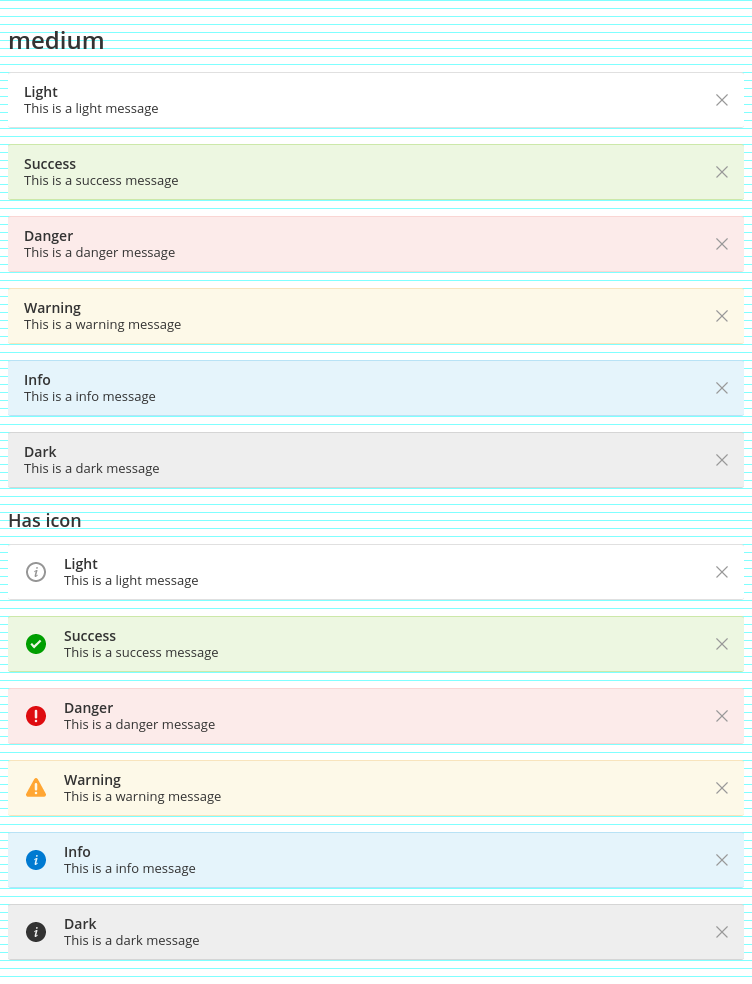 medium
Light
This is a light message
Success
This is a success message
Danger
This is a danger message
Warning
This is a warning message
Info
This is a info message
Dark
This is a dark message
Has icon
Light
This is a light message
Success
This is a success message
Danger
This is a danger message
Warning
This is a warning message
Info
This is a info message
Dark
This is a dark message